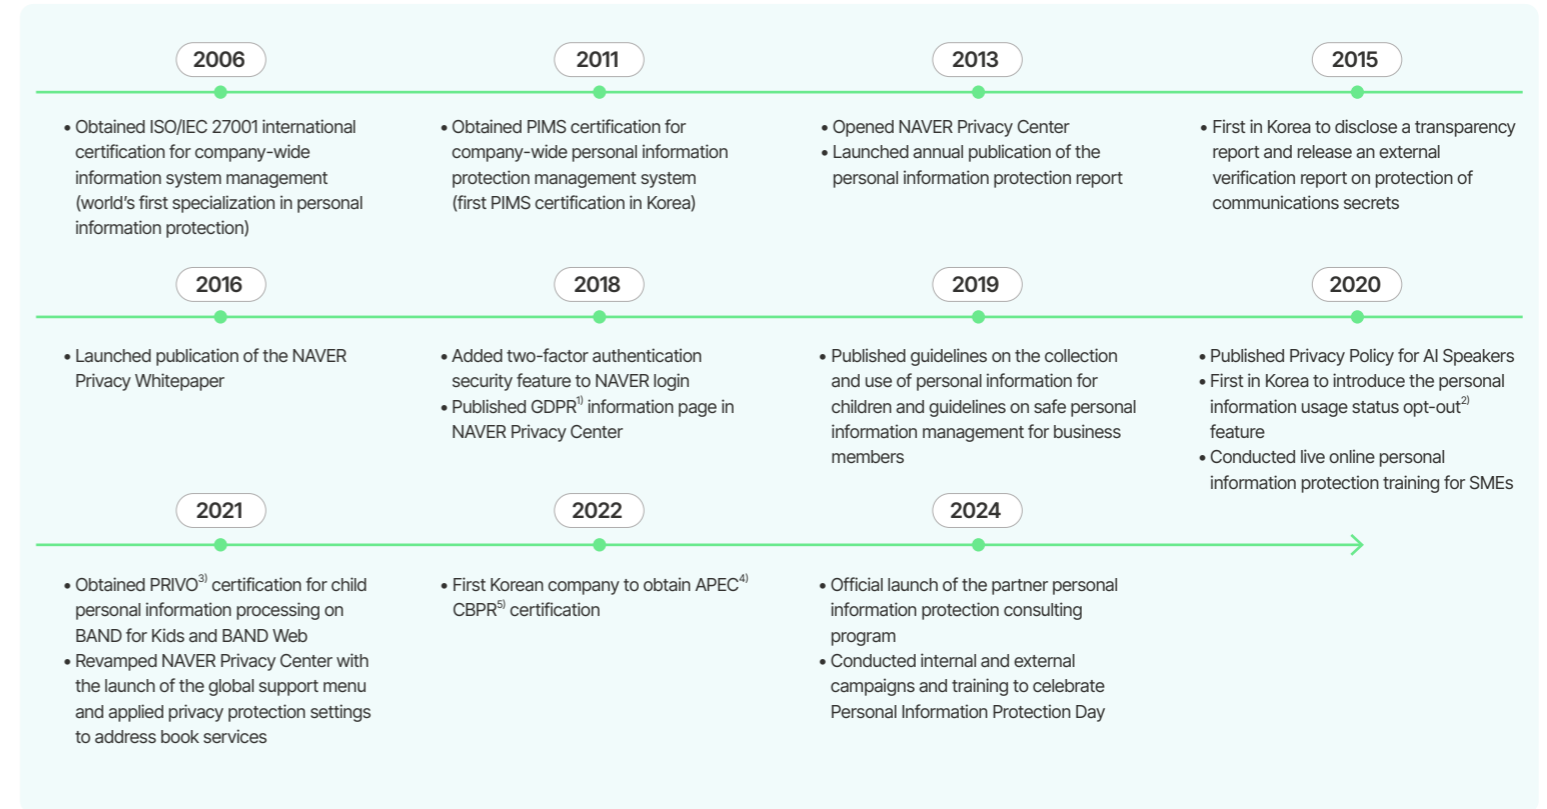 2006
• Obtained ISO/IEC 27001 international
certification for company-wide
information system management
(world's first specialization in personal
information protection)
2011
• Obtained PIMS certification for
company-wide personal information
protection management system
(first PIMS certification in Korea)
2013
• Opened NAVER Privacy Center
• Launched annual publication of the
personal information protection report
2015
• First in Korea to disclose a transparency
report and release an external
verification report on protection of
communications secrets
2016
• Launched publication of the NAVER
Privacy Whitepaper
2018
• Added two-factor authentication
security feature to NAVER login
• Published GDPR1) information page in
NAVER Privacy Center
2019
• Published guidelines on the collection
and use of personal information for
children and guidelines on safe personal
information management for business
members
2020
• Published Privacy Policy for AI Speakers
• First in Korea to introduce the personal
information usage status opt-out2)
feature
• Conducted live online personal
information protection training for SMEs
2021
• Obtained PRIVO3) certification for child
personal information processing on
BAND for Kids and BAND Web
• Revamped NAVER Privacy Center with
the launch of the global support menu
and applied privacy protection settings
to address book services
2022
• First Korean company to obtain APEC4)
CBPR5) certification
2024
• Official launch of the partner personal
information protection consulting
program
• Conducted internal and external
campaigns and training to celebrate
Personal Information Protection Day